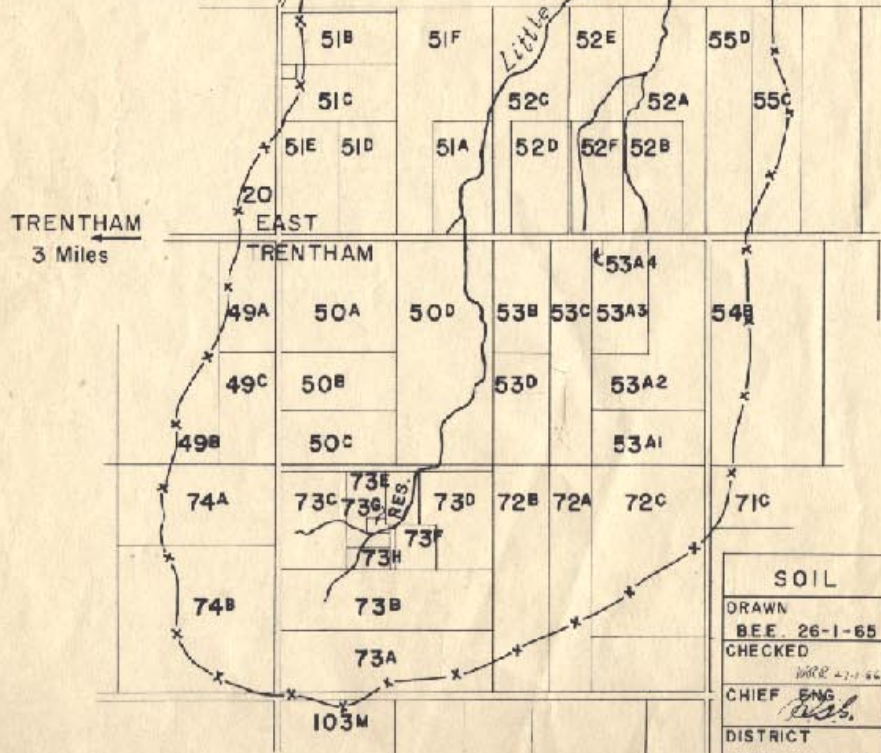 51B 51F Little 52E 55D
51C 52C 52A 55C
51E 51D 51A 52D 52F 52B
20
TRENTHAM EAST
3 Miles TRENTHAM
53A4
49A 50A 50D 53B 53C 53A3 54B
49C 50B 53D 53A2
49B 50C 53A1
73E
74A 73C 73G RES. 73D 72B 72A 72C 71C
73F
73H
74B 73B
73A
103M
SOIL
DRAWN
B.E.E. 26-1-65
CHECKED
CHIEF ENG
DISTRICT